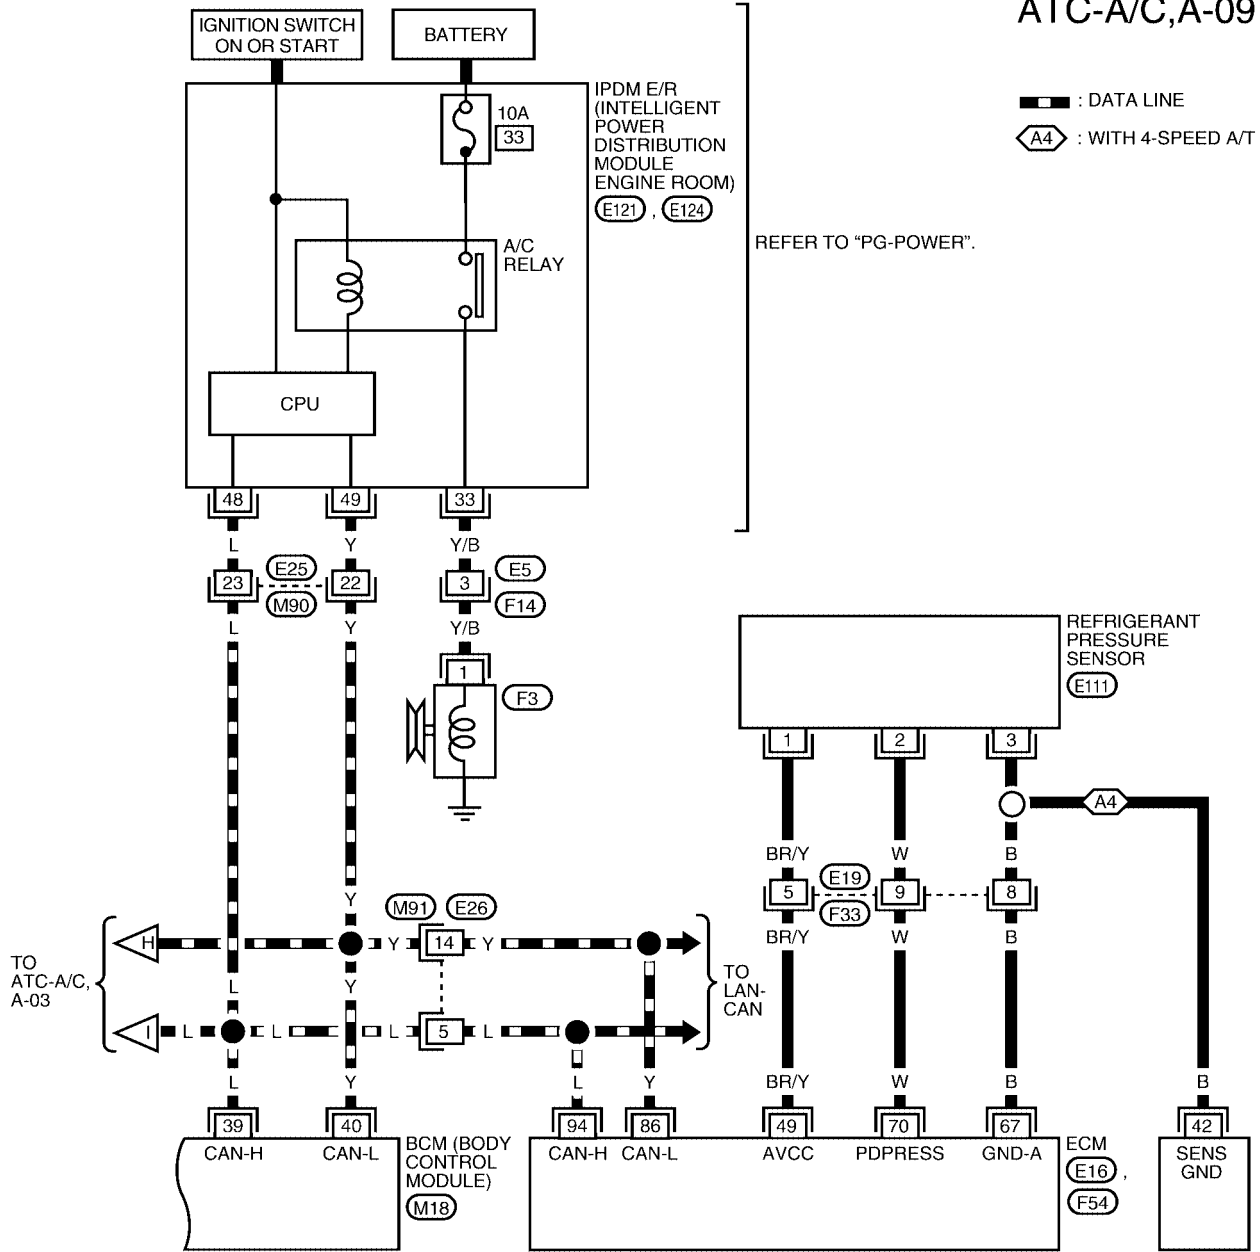 ATC-A/C,A-09
IGNITION SWITCH
ON OR START
BATTERY
: DATA LINE
A4 : WITH 4-SPEED A/T
10A
33
IPDM E/R
(INTELLIGENT
POWER
DISTRIBUTION
MODULE
ENGINE ROOM)
E121 , E124
A/C
RELAY
REFER TO “PG-POWER”.
CPU
48 49 33
L Y Y/B
23 E25 22 3 E5
M90 F14
L Y Y/B
1
F3
REFRIGERANT
PRESSURE
SENSOR
E111
1 2 3
A4
BR/Y W B
5 E19 9 8
F33
BR/Y W B
Y
M91 E26
H Y 14 Y
TO
ATC-A/C,
A-03
L Y
TO
LAN-
CAN
I L L L 5 L
L Y L Y BR/Y W B B
39 40 94 86 49 70 67 42
CAN-H CAN-L CAN-H CAN-L AVCC PDPRESS GND-A SENS
GND
BCM (BODY
CONTROL
MODULE)
M18
ECM
E16 ,
F54